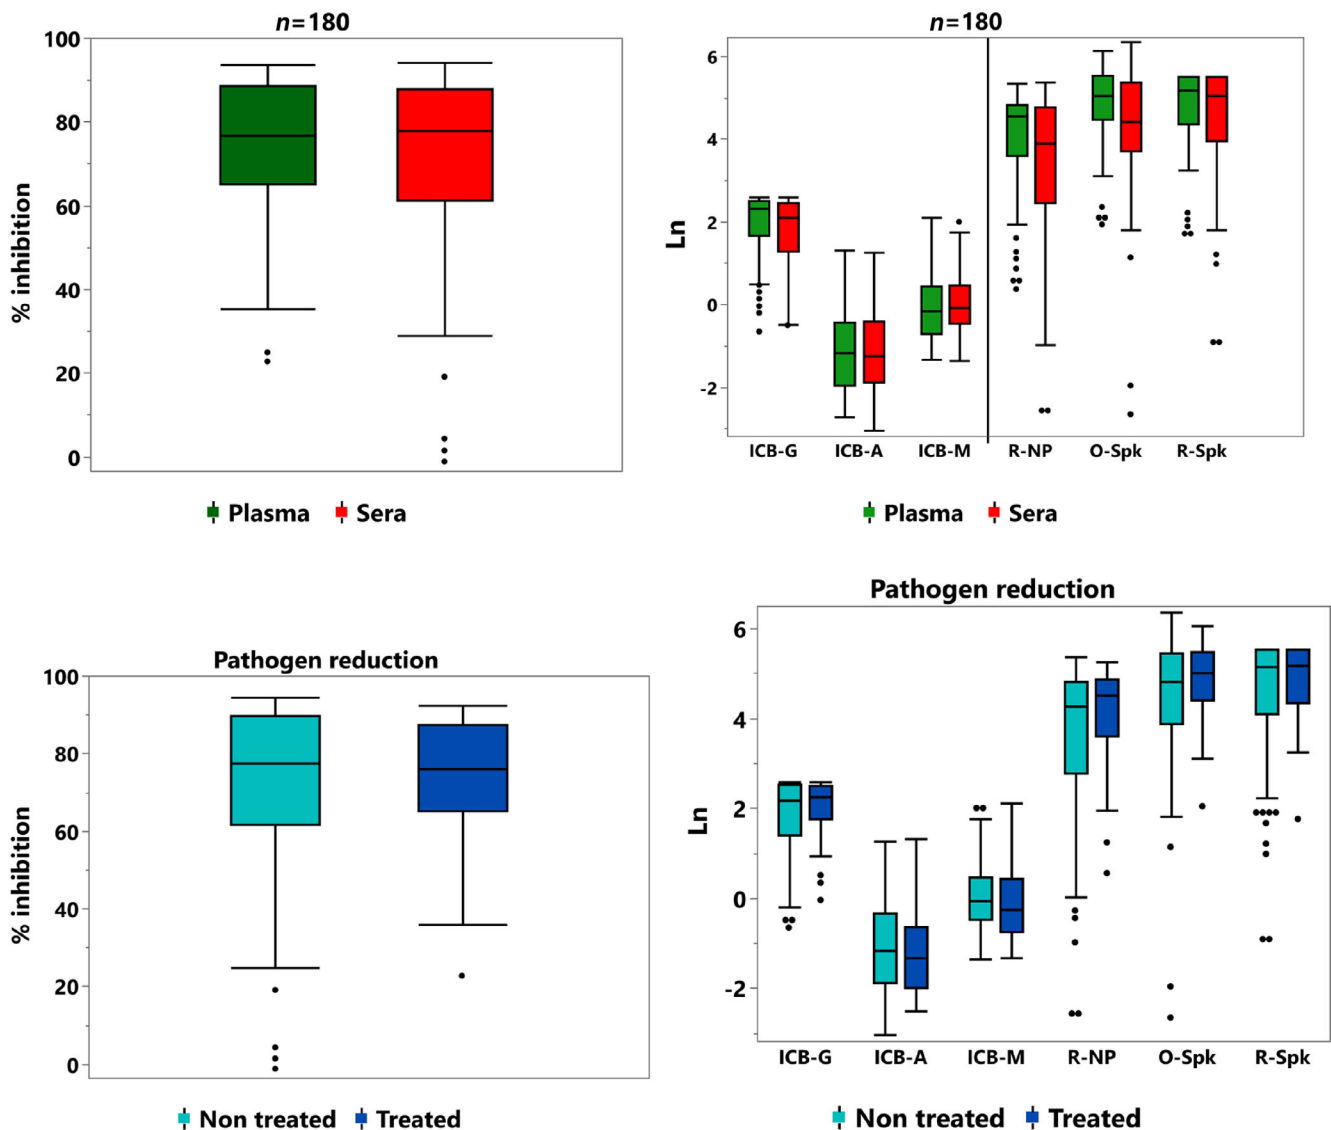 n=180
100
80
60
40
20
0
% inhibition
Plasma Sera
n=180
6
4
2
0
-2
Ln
ICB-G ICB-A ICB-M R-NP O-Spk R-Spk
Plasma Sera
Pathogen reduction
100
80
60
40
20
0
% inhibition
Non treated Treated
Pathogen reduction
6
4
2
0
-2
Ln
ICB-G ICB-A ICB-M R-NP O-Spk R-Spk
Non treated Treated